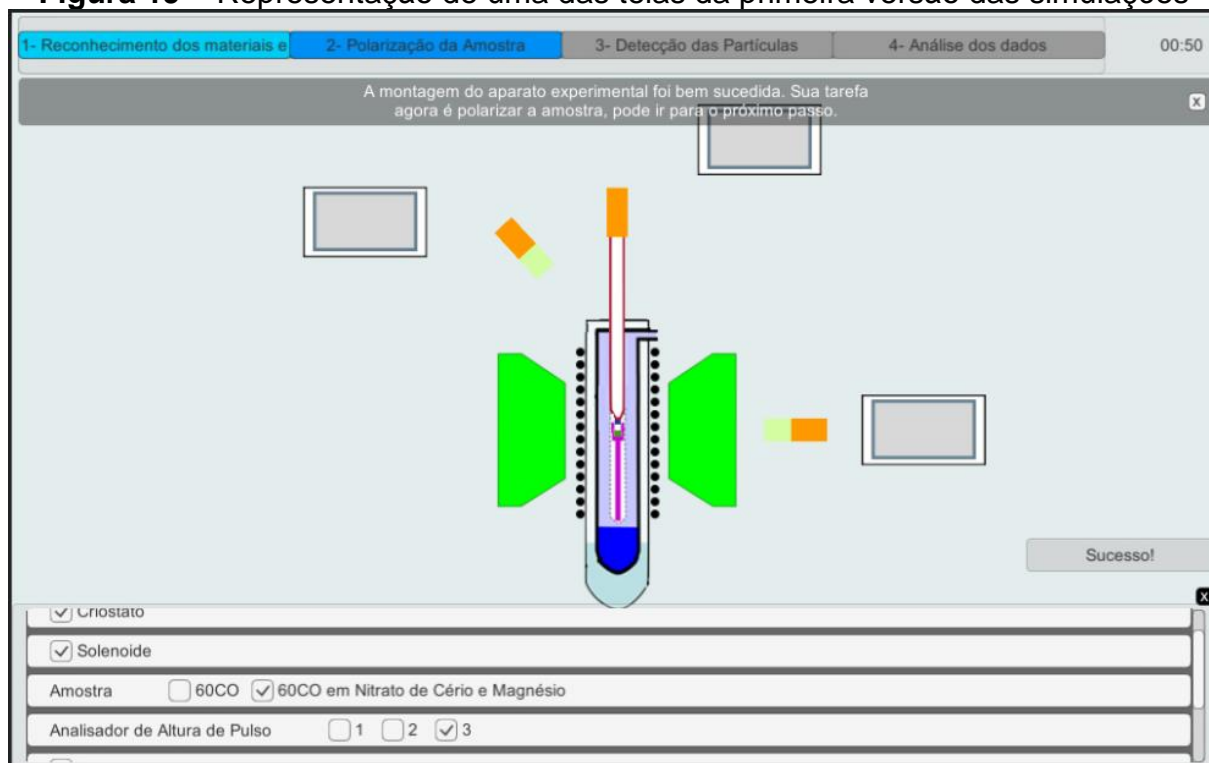 Representação de uma das telas da primeira versão das simulações
1- Reconhecimento dos materiais e 2- Polarização da Amostra 3- Detecção das Partículas 4- Análise dos dados 00:50
A montagem do aparato experimental foi bem sucedida. Sua tarefa
agora é polarizar a amostra, pode ir para o próximo passo.
X
Sucesso!
X
Criostato
Solenoide
Amostra 60CO 60CO em Nitrato de Cério e Magnésio
Analisador de Altura de Pulso 1 2 3